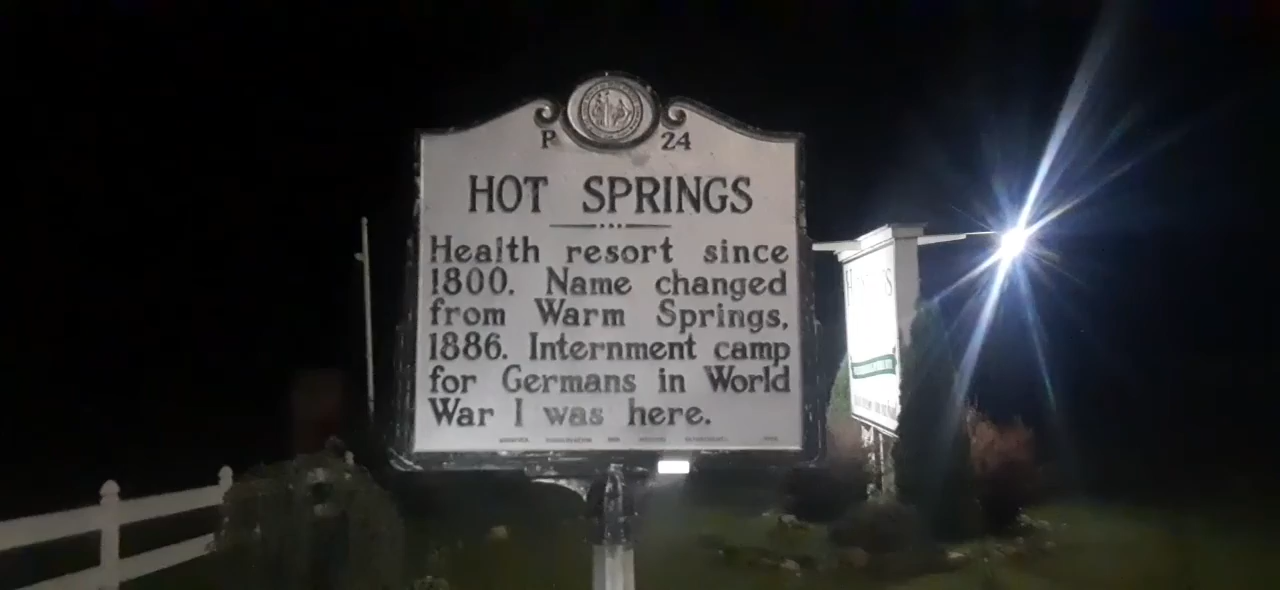 P 24
HOT SPRINGS
Health resort since
1800. Name changed
from Warm Springs,
1886. Internment camp
for Germans in World
War I was here.